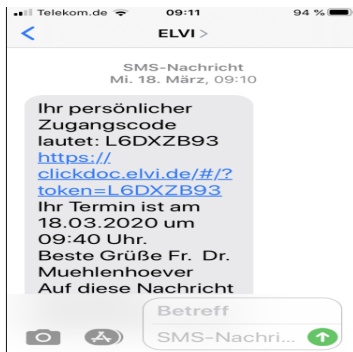 Telekom.de 09:11 94 %
ELVI >
SMS-Nachricht
Mi. 18. März, 09:10
Ihr persönlicher
Zugangscode
lautet: L6DXZB93
https://
clickdoc.elvi.de/#/?
token=L6DXZB93
Ihr Termin ist am
18.03.2020 um
09:40 Uhr.
Beste Grüße Fr. Dr.
Muehlenhoever
Auf diese Nachricht
Betreff
SMS-Nachri...